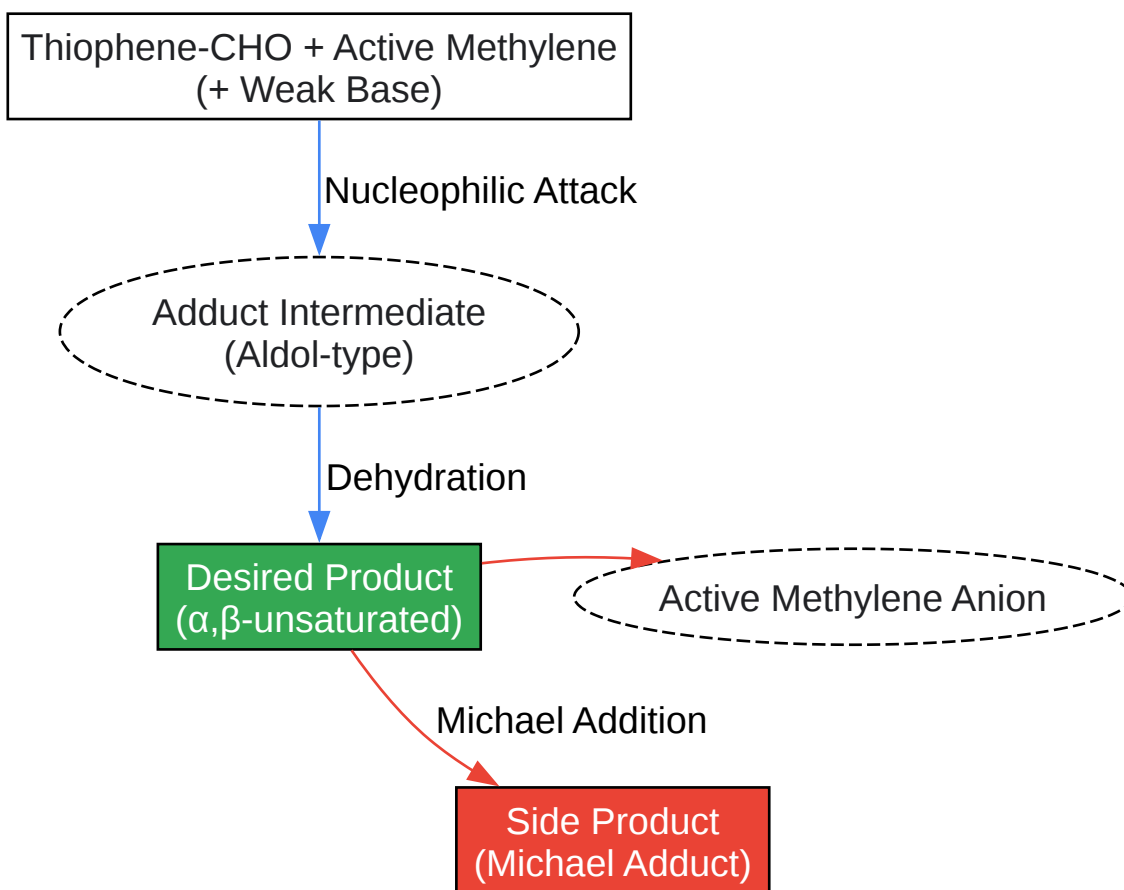 Thiophene-CHO + Active Methylene
(+ Weak Base)
Nucleophilic Attack
Adduct Intermediate
(Aldol-type)
Dehydration
Desired Product
(α,β-unsaturated)
Active Methylene Anion
Michael Addition
Side Product
(Michael Adduct)